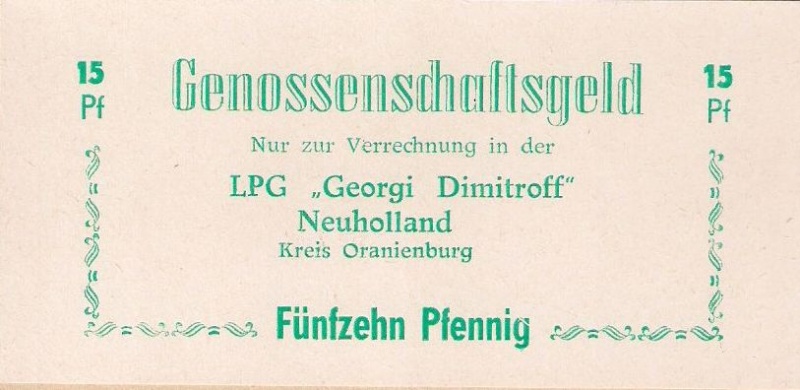 15 Genossenschaftsgeld 15
Pf Pf
Nur zur Verrechnung in der
LPG „Georgi Dimitroff“
Neuholland
Kreis Oranienburg
Fünfzehn Pfennig